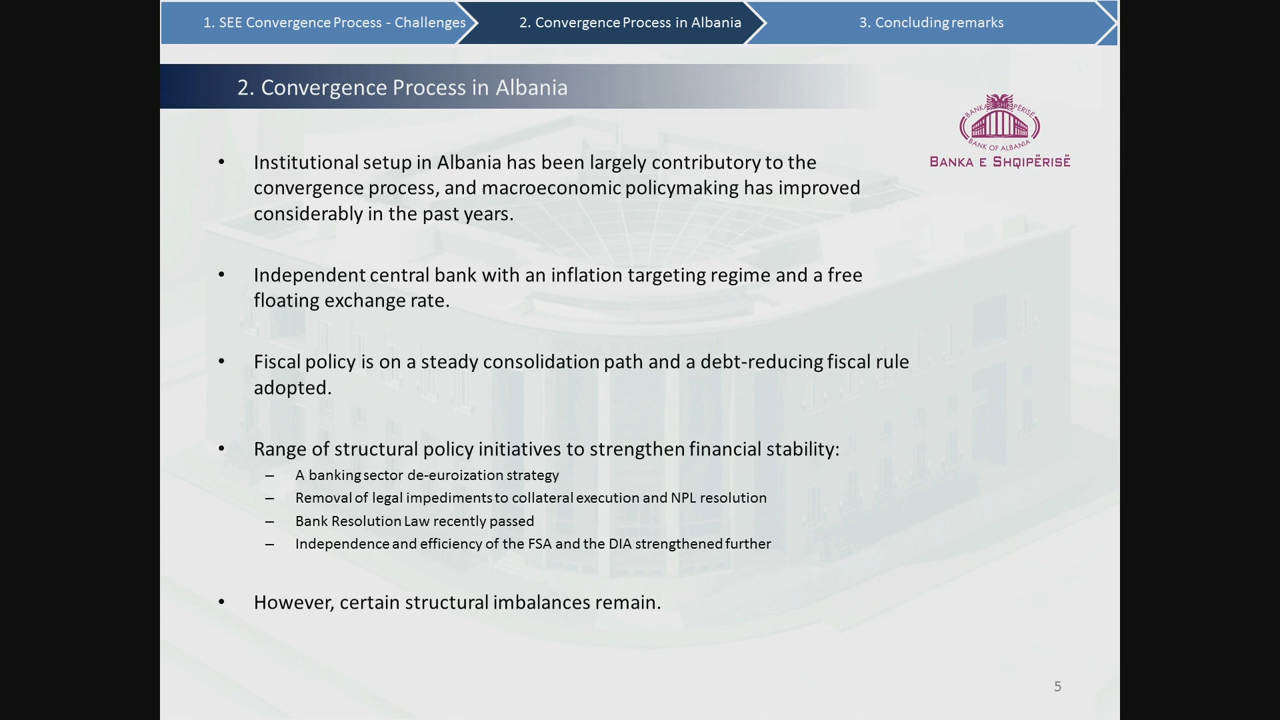 1. SEE Convergence Process - Challenges
2. Convergence Process in Albania
3. Concluding remarks
2. Convergence Process in Albania
BANKA E SHQIPËRISË
BANK OF ALBANIA
BANKA E SHQIPËRISË
• Institutional setup in Albania has been largely contributory to the
convergence process, and macroeconomic policymaking has improved
considerably in the past years.
• Independent central bank with an inflation targeting regime and a free
floating exchange rate.
• Fiscal policy is on a steady consolidation path and a debt-reducing fiscal rule
adopted.
• Range of structural policy initiatives to strengthen financial stability:
– A banking sector de-euroization strategy
– Removal of legal impediments to collateral execution and NPL resolution
– Bank Resolution Law recently passed
– Independence and efficiency of the FSA and the DIA strengthened further
• However, certain structural imbalances remain.
5